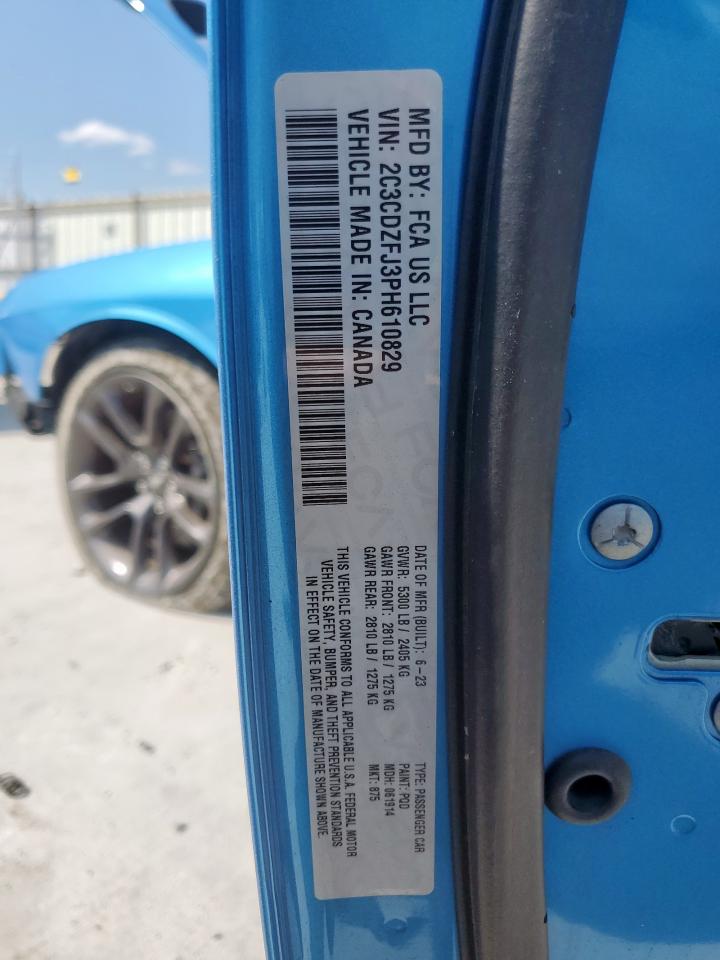 MFD BY: FCA US LLC
VIN: 2C3CDZFJ3PH610829
VEHICLE MADE IN: CANADA
DATE OF MFR (BUILT): 6-23
GVWR: 5300 LB / 2405 KG
GAWR FRONT: 2810 LB / 1275 KG
GAWR REAR: 2810 LB / 1275 KG
TYPE: PASSENGER CAR
PAINT: PQD
MDH: 061914
MKT: 875
THIS VEHICLE CONFORMS TO ALL APPLICABLE U.S.A. FEDERAL MOTOR
VEHICLE SAFETY, BUMPER, AND THEFT PREVENTION STANDARDS
IN EFFECT ON THE DATE OF MANUFACTURE SHOWN ABOVE.